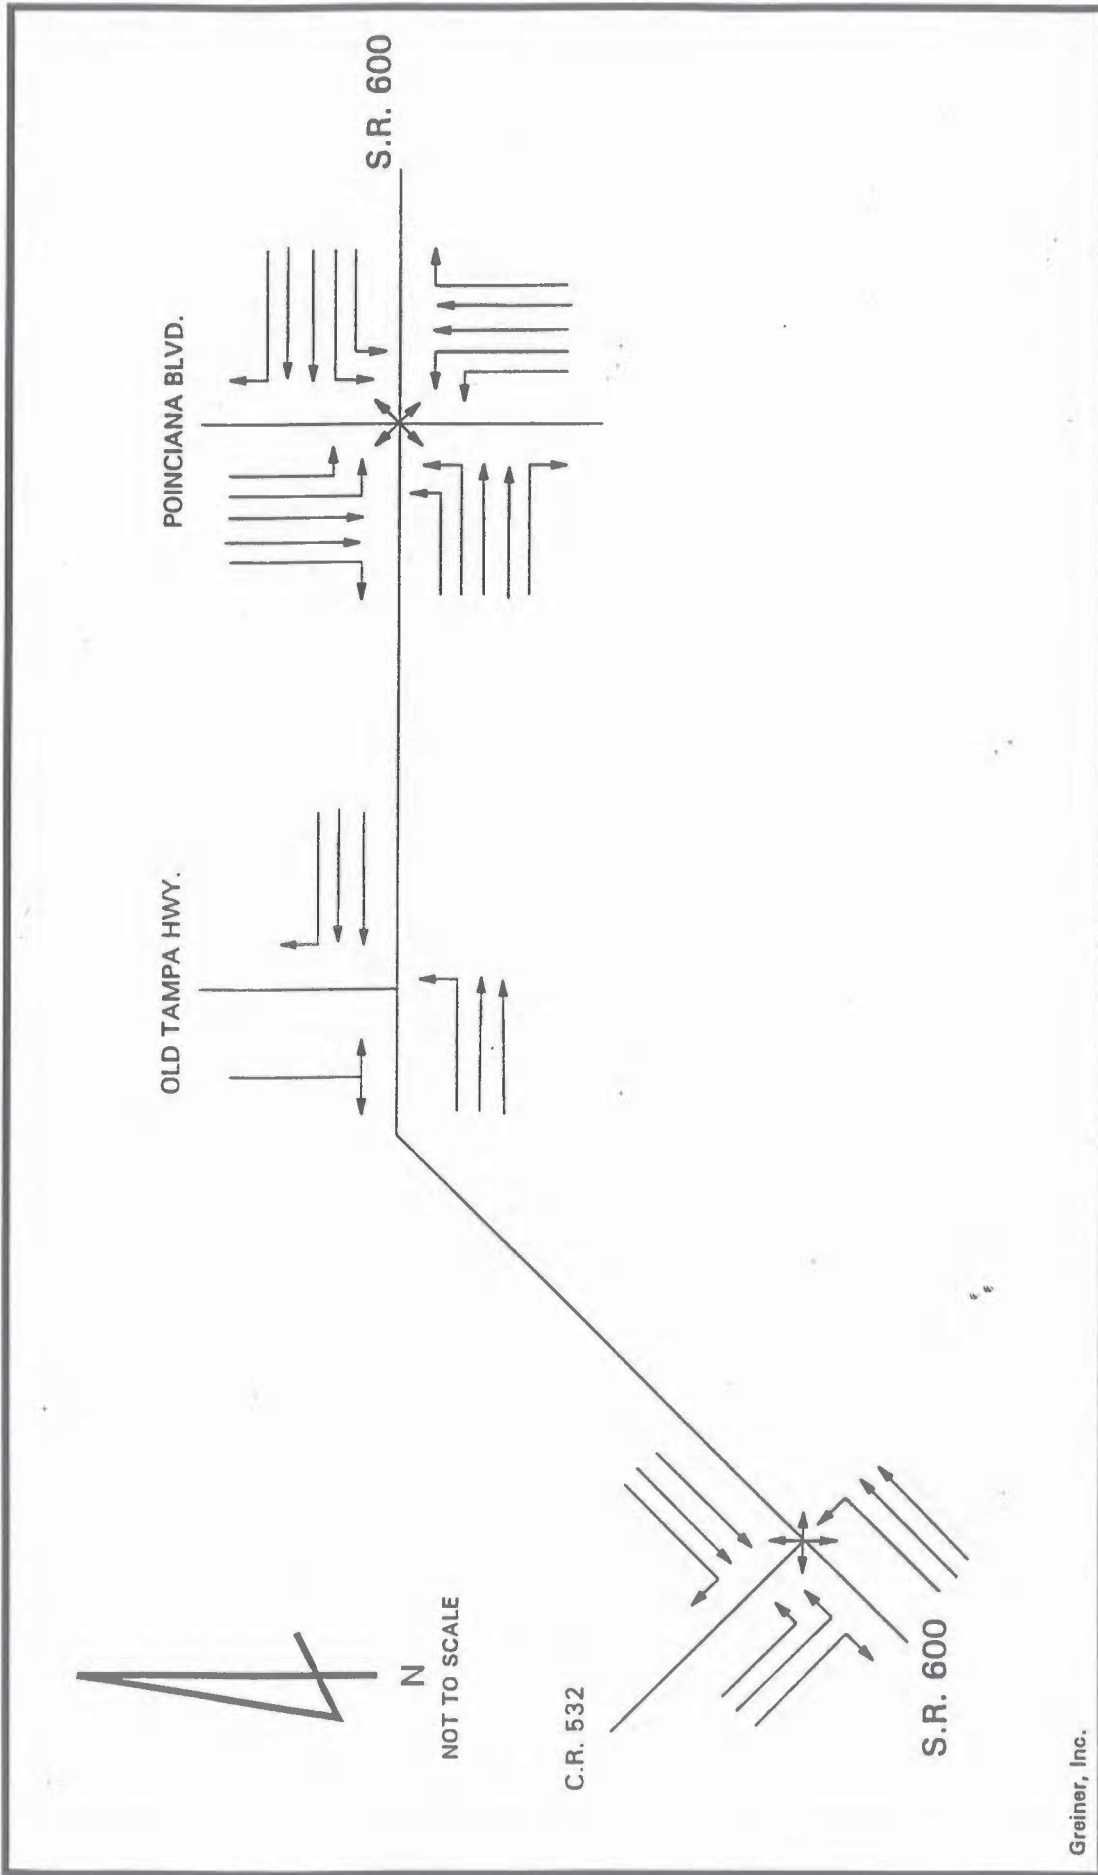 POINCIANA BLVD.
S.R. 600
OLD TAMPA HWY.
N
NOT TO SCALE
C.R. 532
S.R. 600
Greiner, Inc.